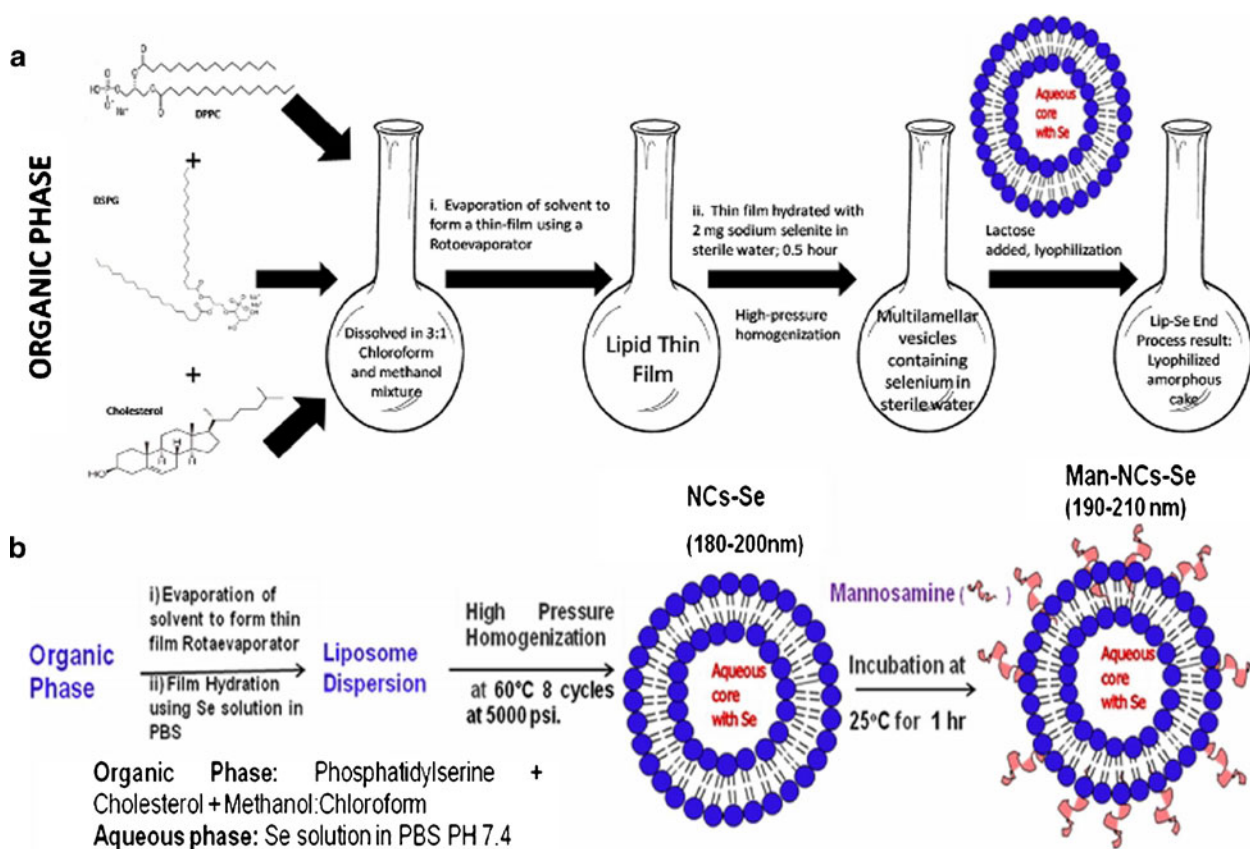 a
ORGANIC PHASE
DPPC
+
DSPG
+
Cholesterol
HO
Dissolved in 3:1
Chloroform
and methanol
mixture
i. Evaporation of solvent to
form a thin-film using a
Rotoevaporator
Lipid Thin
Film
ii. Thin film hydrated with
2 mg sodium selenite in
sterile water; 0.5 hour
High-pressure
homogenization
Multilamellar
vesicles
containing
selenium in
sterile water
Aqueous
core
with Se
Lactose
added, lyophilization
Lip-Se End
Process result:
Lyophilized
amorphous
cake
b
Organic
Phase
i) Evaporation of
solvent to form thin
film Rotaevaporator
ii) Film Hydration
using Se solution in
PBS
Liposome
Dispersion
High Pressure
Homogenization
at 60°C 8 cycles
at 5000 psi.
NCs-Se
(180-200nm)
Aqueous
core
with Se
Mannosamine ( )
Incubation at
25°C for 1 hr
Man-NCs-Se
(190-210 nm)
Aqueous
core
with Se
Organic Phase: Phosphatidylserine +
Cholesterol + Methanol:Chloroform
Aqueous phase: Se solution in PBS PH 7.4